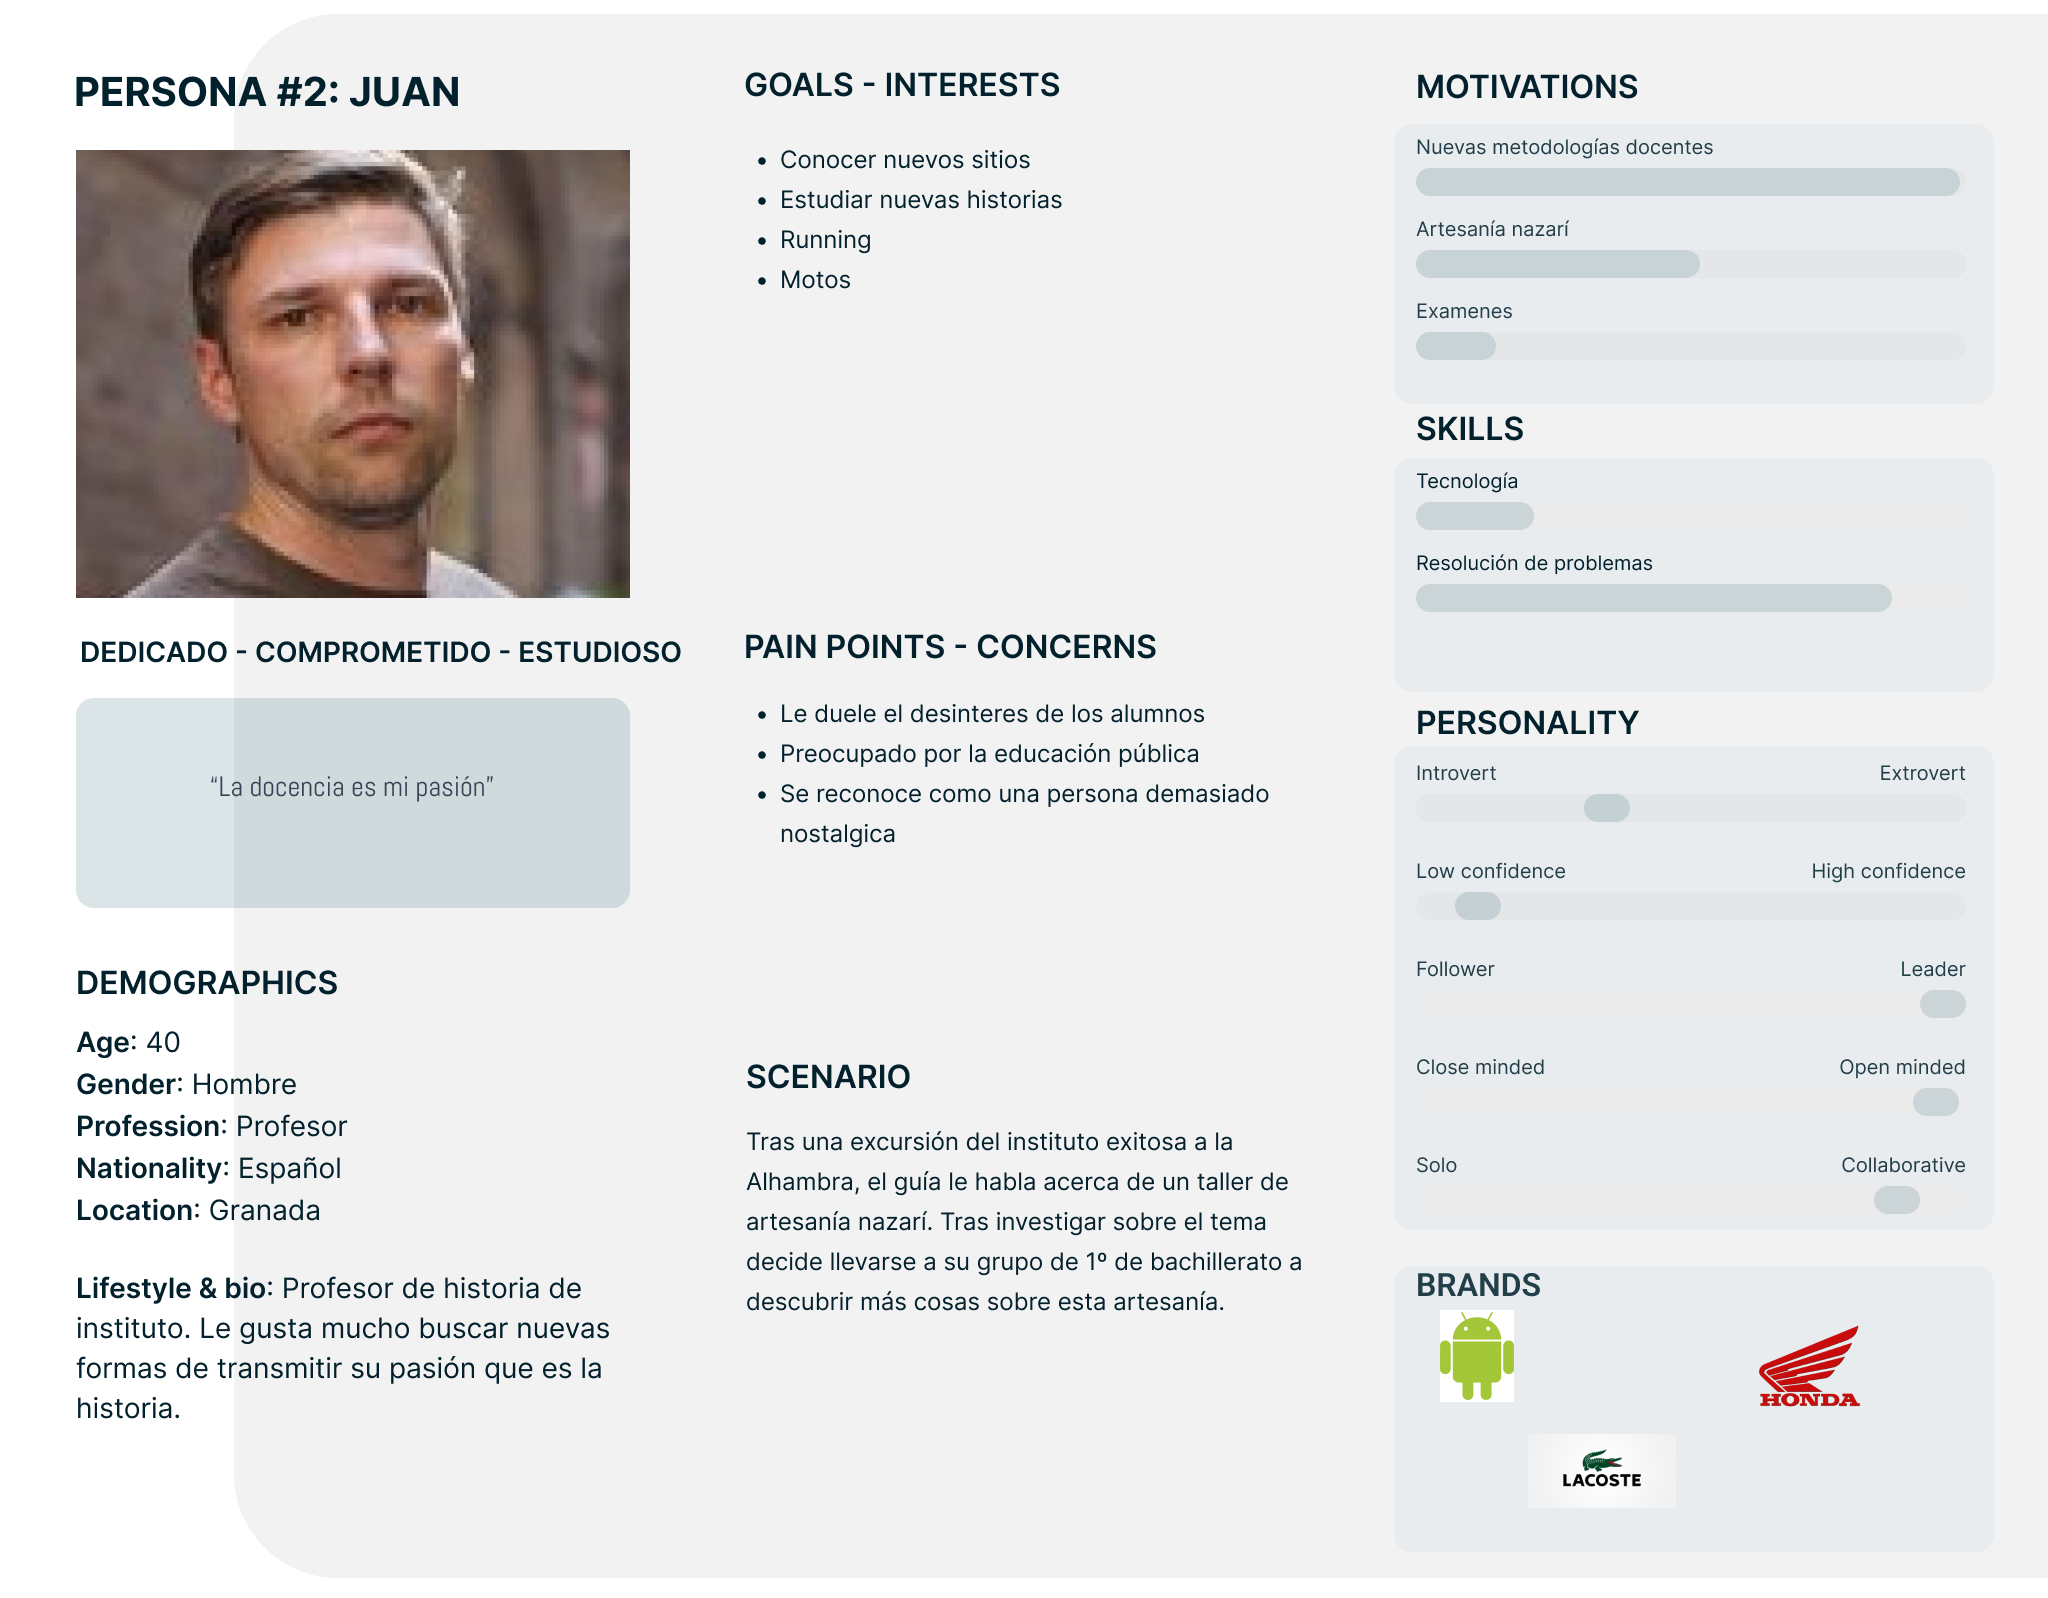 PERSONA #2: JUAN
DEDICADO - COMPROMETIDO - ESTUDIOSO
“La docencia es mi pasión”
DEMOGRAPHICS
Age: 40
Gender: Hombre
Profession: Profesor
Nationality: Español
Location: Granada
Lifestyle & bio: Profesor de historia de
instituto. Le gusta mucho buscar nuevas
formas de transmitir su pasión que es la
historia.
GOALS - INTERESTS
• Conocer nuevos sitios
• Estudiar nuevas historias
• Running
• Motos
PAIN POINTS - CONCERNS
• Le duele el desinteres de los alumnos
• Preocupado por la educación pública
• Se reconoce como una persona demasiado
nostalgica
SCENARIO
Tras una excursión del instituto exitosa a la
Alhambra, el guía le habla acerca de un taller de
artesanía nazarí. Tras investigar sobre el tema
decide llevarse a su grupo de 1º de bachillerato a
descubrir más cosas sobre esta artesanía.
MOTIVATIONS
Nuevas metodologías docentes
Artesanía nazarí
Examenes
SKILLS
Tecnología
Resolución de problemas
PERSONALITY
Introvert Extrovert
Low confidence High confidence
Follower Leader
Close minded Open minded
Solo Collaborative
BRANDS
HONDA
LACOSTE